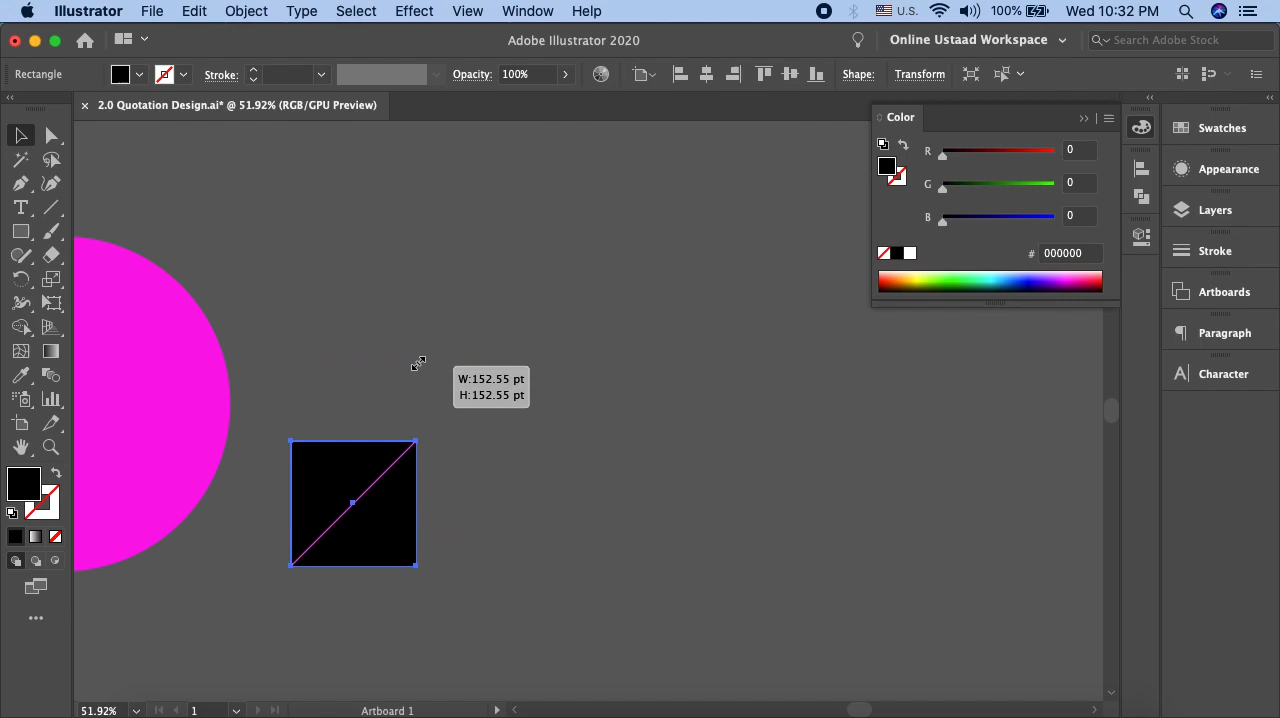 Illustrator File Edit Object Type Select Effect View Window Help U.S. 100% Wed 10:32 PM
Adobe Illustrator 2020 Online Ustaad Workspace Search Adobe Stock
Rectangle Stroke: Opacity: 100% Shape: Transform
2.0 Quotation Design.ai* @ 51.92% (RGB/GPU Preview)
Color
R 0
G 0
B 0
# 000000
Swatches
Appearance
Layers
Stroke
Artboards
Paragraph
Character
W:152.55 pt
H:152.55 pt
51.92% 1 Artboard 1